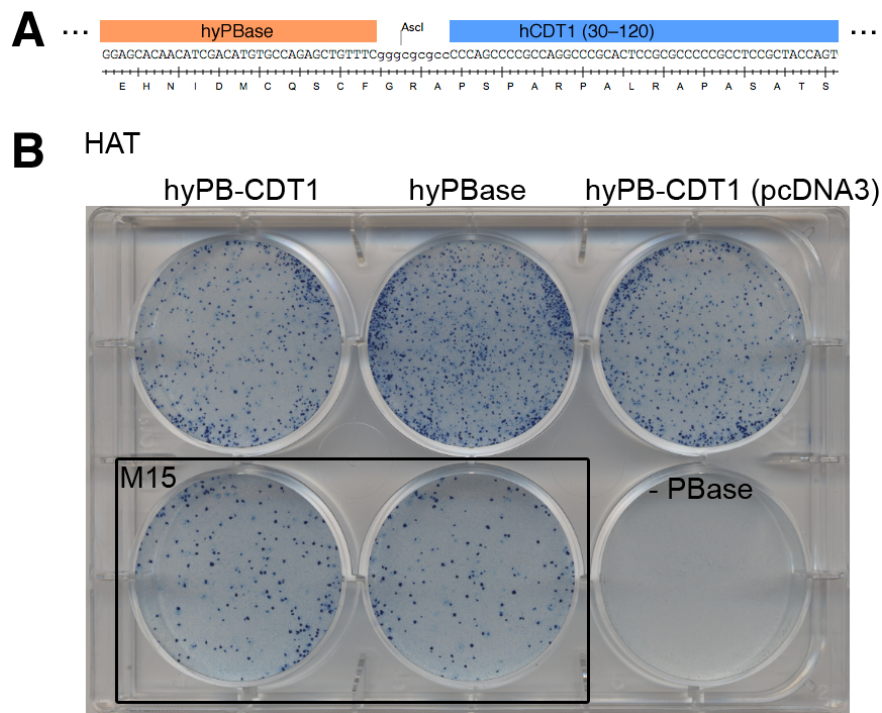 A
... hyPBase AscI hCDT1 (30–120) ...
GGAGCACAACATCGACATGTGCCAGAGCTGTTTCgggcgcgccCCCAGCCCCGCCAGGCCCGCACTCCGCGCCCCCGCCTCCGCTACCAGT
E H N I D M C Q S C F G R A P S P A R P A L R A P A S A T S
B HAT
hyPB-CDT1 hyPBase hyPB-CDT1 (pcDNA3)
M15 - PBase